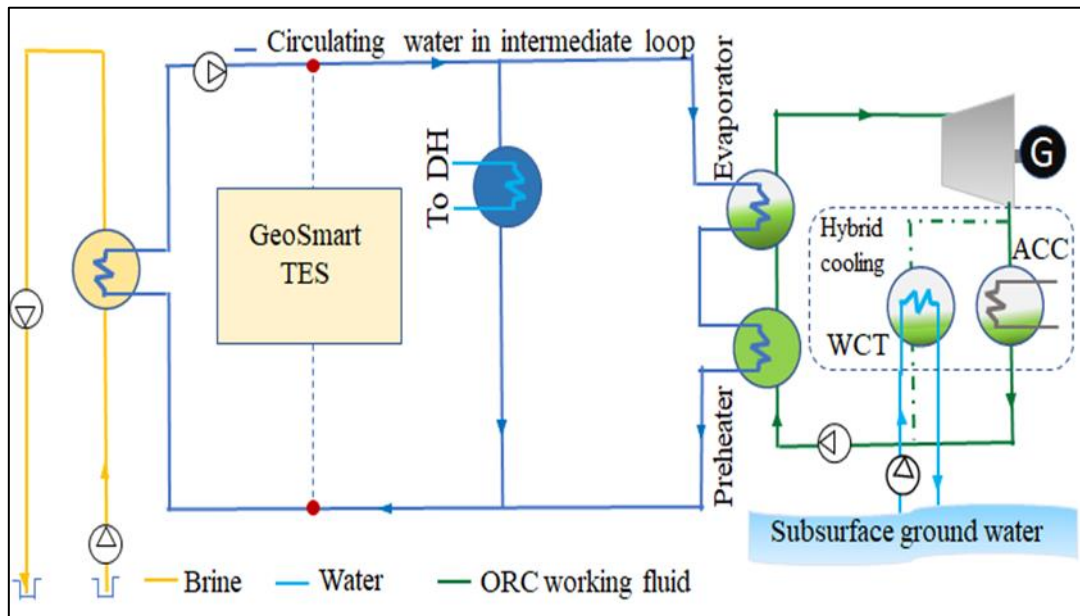 Circulating water in intermediate loop
Evaporator
To DH
GeoSmart
TES
G
Hybrid
cooling
ACC
WCT
Preheater
Subsurface ground water
Brine
Water
ORC working fluid